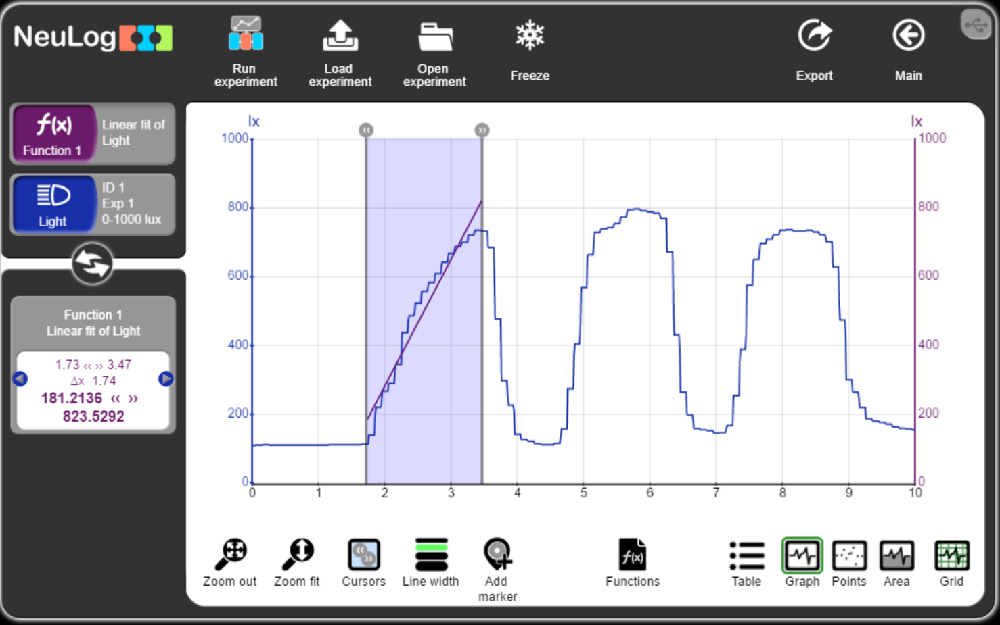 NeuLog
Run
experiment
Load
experiment
Open
experiment
Freeze
Export
Main
f(x)
Function 1
Linear fit of
Light
Light
ID 1
Exp 1
0-1000 lux
Function 1
Linear fit of Light
1.73 ‹‹ ›› 3.47
Δx 1.74
181.2136 ‹‹ ››
823.5292
lx
lx
1000
1000
800
800
600
600
400
400
200
200
0
0
0 1 2 3 4 5 6 7 8 9 10
Zoom out
Zoom fit
Cursors
Line width
Add
marker
f(x)
Functions
Table
Graph
Points
Area
Grid